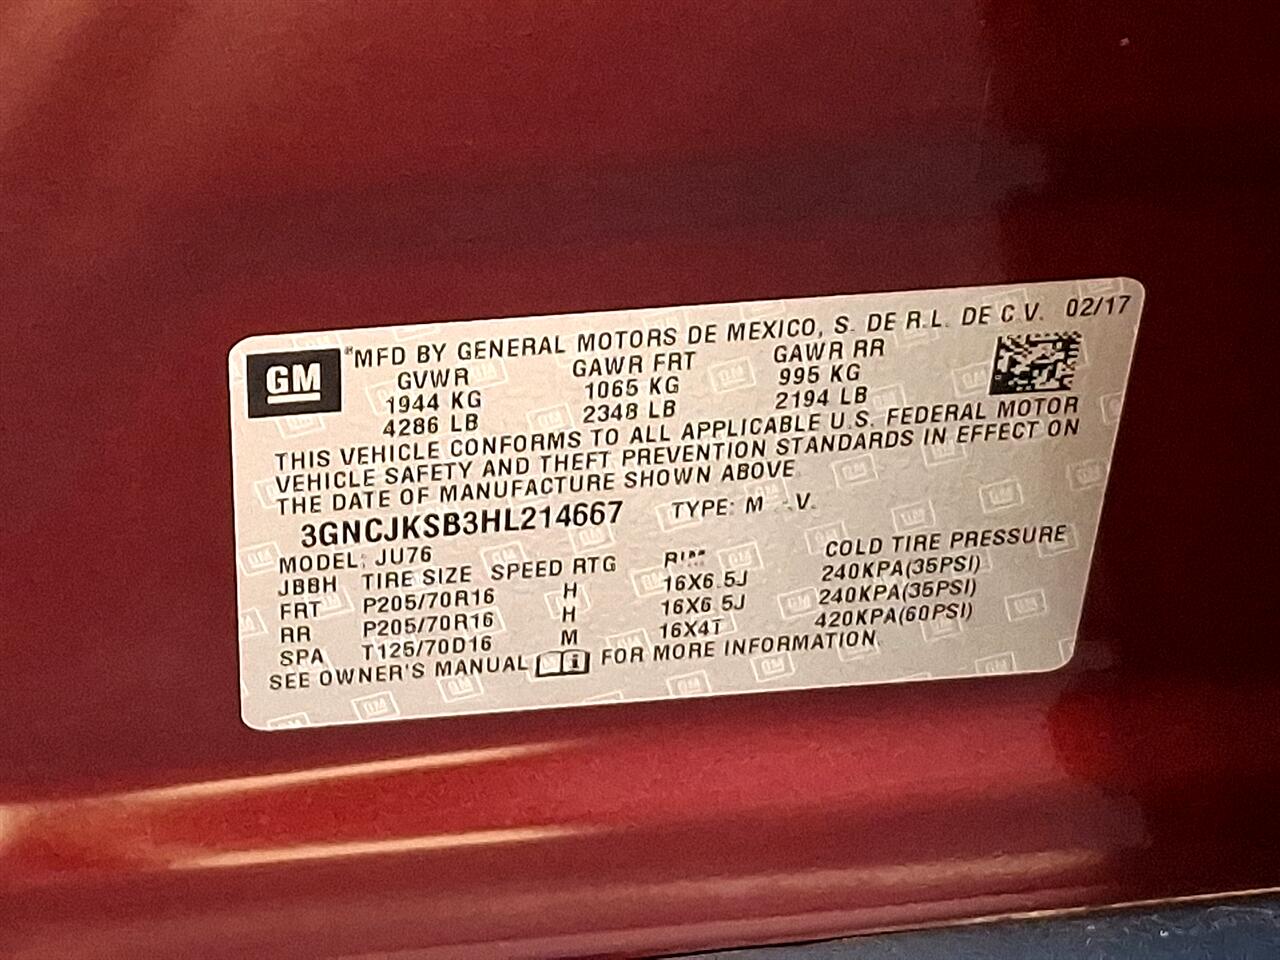 GM
*MFD BY GENERAL MOTORS DE MEXICO, S. DE R.L. DE C.V. 02/17
GVWR GAWR FRT GAWR RR
1944 KG 1065 KG 995 KG
4286 LB 2348 LB 2194 LB
THIS VEHICLE CONFORMS TO ALL APPLICABLE U.S. FEDERAL MOTOR
VEHICLE SAFETY AND THEFT PREVENTION STANDARDS IN EFFECT ON
THE DATE OF MANUFACTURE SHOWN ABOVE.
3GNCJKSB3HL214667 TYPE: M . V.
MODEL: JU76
JBBH TIRE SIZE SPEED RTG RIM COLD TIRE PRESSURE
FRT P205/70R16 H 16X6.5J 240KPA(35PSI)
RR P205/70R16 H 16X6.5J 240KPA(35PSI)
SPA T125/70D16 M 16X4T 420KPA(60PSI)
SEE OWNER'S MANUAL i FOR MORE INFORMATION.